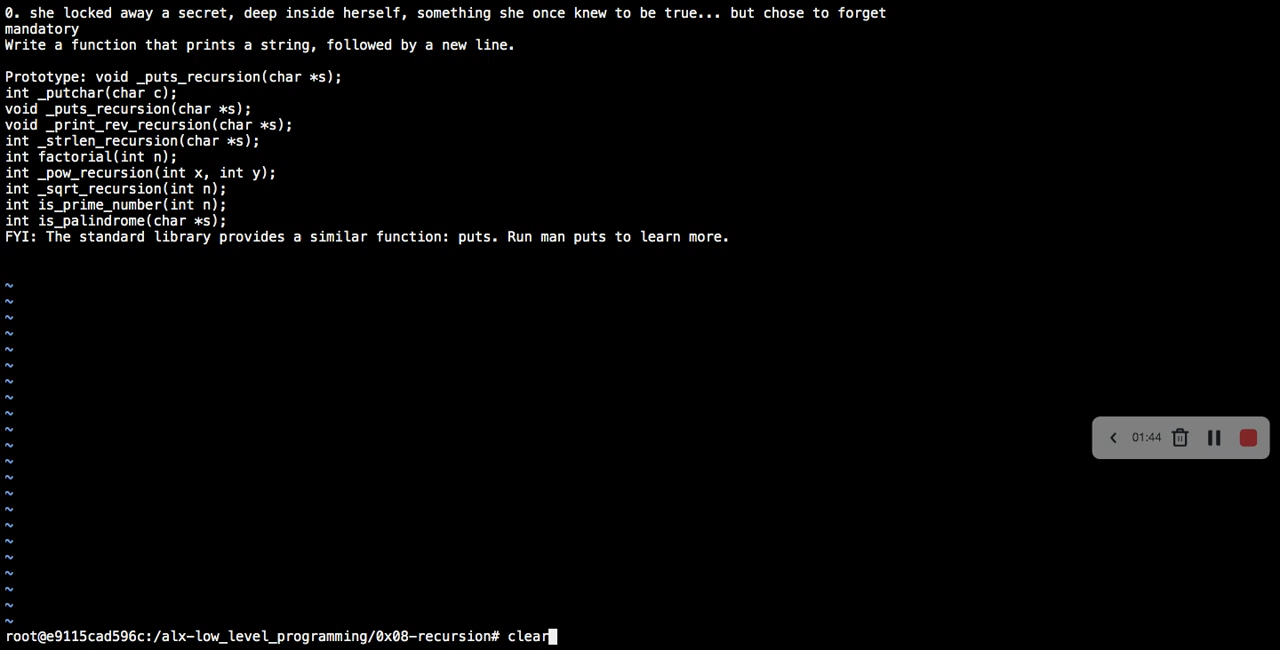 0. she locked away a secret, deep inside herself, something she once knew to be true... but chose to forget
mandatory
Write a function that prints a string, followed by a new line.
Prototype: void _puts_recursion(char *s);
int _putchar(char c);
void _puts_recursion(char *s);
void _print_rev_recursion(char *s);
int _strlen_recursion(char *s);
int factorial(int n);
int _pow_recursion(int x, int y);
int _sqrt_recursion(int n);
int is_prime_number(int n);
int is_palindrome(char *s);
FYI: The standard library provides a similar function: puts. Run man puts to learn more.
~
~
~
~
~
~
~
~
~
~
01:44
~
~
~
~
~
~
~
~
~
~
~
~
root@e9115cad596c:/alx-low_level_programming/0x08-recursion# clear